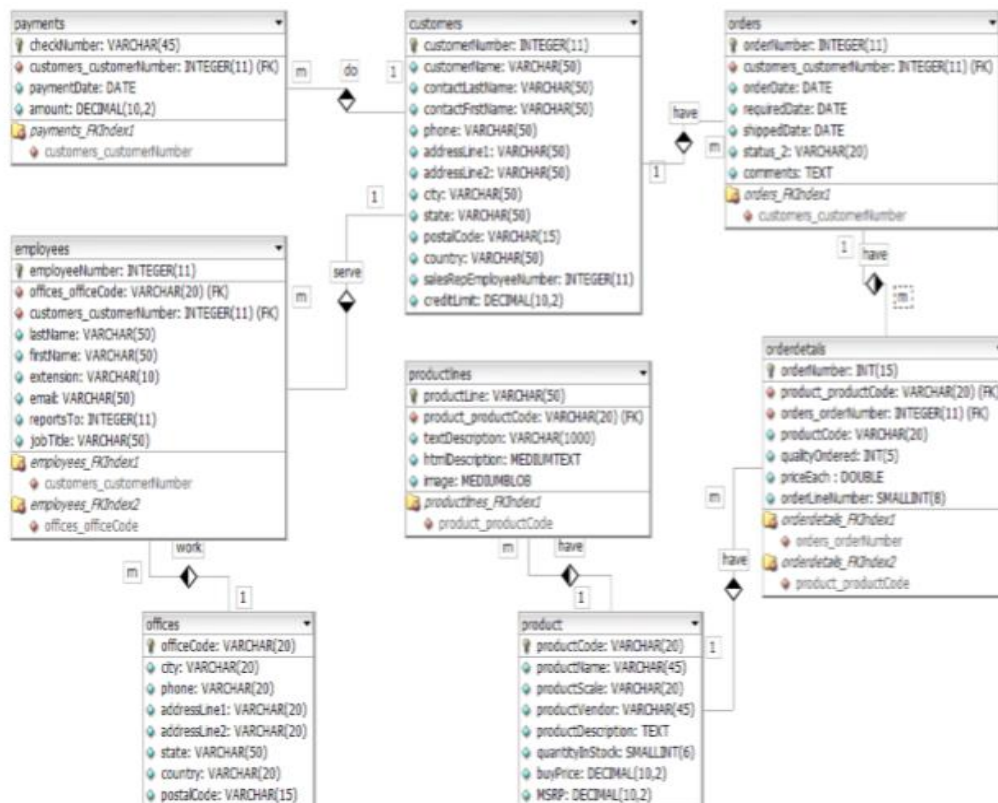 payments
checkNumber: VARCHAR(45)
customers_customerNumber: INTEGER(11) (FK)
paymentDate: DATE
amount: DECIMAL(10,2)
payments_FKIndex1
customers_customerNumber
m
do
1
customers
customerNumber: INTEGER(11)
customerName: VARCHAR(50)
contactLastName: VARCHAR(50)
contactFirstName: VARCHAR(50)
phone: VARCHAR(50)
addressLine1: VARCHAR(50)
addressLine2: VARCHAR(50)
city: VARCHAR(50)
state: VARCHAR(50)
postalCode: VARCHAR(15)
country: VARCHAR(50)
salesRepEmployeeNumber: INTEGER(11)
creditLimit: DECIMAL(10,2)
have
m
1
orders
orderNumber: INTEGER(11)
customers_customerNumber: INTEGER(11) (FK)
orderDate: DATE
requiredDate: DATE
shippedDate: DATE
status_2: VARCHAR(20)
comments: TEXT
orders_FKIndex1
customers_customerNumber
1
have
m
employees
employeeNumber: INTEGER(11)
offices_officeCode: VARCHAR(20) (FK)
customers_customerNumber: INTEGER(11) (FK)
lastName: VARCHAR(50)
firstName: VARCHAR(50)
extension: VARCHAR(10)
email: VARCHAR(50)
reportsTo: INTEGER(11)
jobTitle: VARCHAR(50)
employees_FKIndex1
customers_customerNumber
employees_FKIndex2
offices_officeCode
1
serve
m
productlines
productLine: VARCHAR(50)
product_productCode: VARCHAR(20) (FK)
textDescription: VARCHAR(1000)
htmlDescription: MEDIUMTEXT
image: MEDIUMBLOB
productlines_FKIndex1
product_productCode
orderdetails
orderNumber: INT(15)
product_productCode: VARCHAR(20) (FK)
orders_orderNumber: INTEGER(11) (FK)
productCode: VARCHAR(20)
qualityOrdered: INT(5)
priceEach : DOUBLE
orderLineNumber: SMALLINT(8)
orderdetails_FKIndex1
orders_orderNumber
orderdetails_FKIndex2
product_productCode
work
m
1
m
have
1
m
have
1
offices
officeCode: VARCHAR(20)
city: VARCHAR(20)
phone: VARCHAR(20)
addressLine1: VARCHAR(20)
addressLine2: VARCHAR(20)
state: VARCHAR(50)
country: VARCHAR(20)
postalCode: VARCHAR(15)
product
productCode: VARCHAR(20)
productName: VARCHAR(45)
productScale: VARCHAR(20)
productVendor: VARCHAR(45)
productDescription: TEXT
quantityInStock: SMALLINT(6)
buyPrice: DECIMAL(10,2)
MSRP: DECIMAL(10,2)